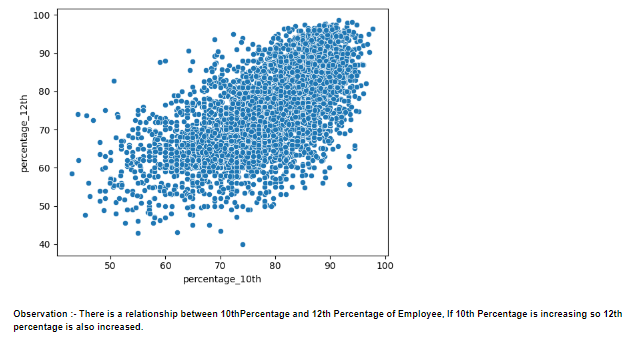 100
90
80
70
60
50
40
percentage_12th
50 60 70 80 90 100
percentage_10th
Observation :- There is a relationship between 10thPercentage and 12th Percentage of Employee, If 10th Percentage is increasing so 12th
percentage is also increased.